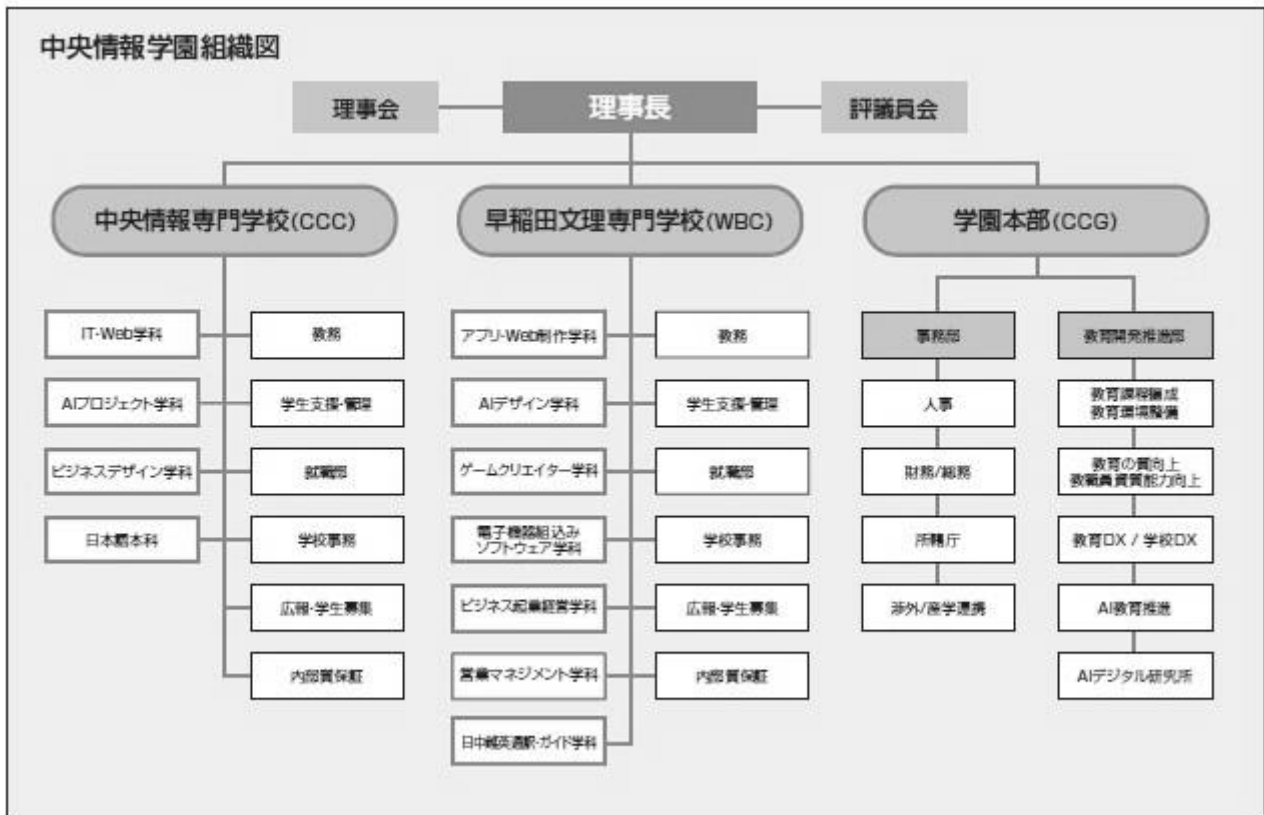 中央情報学園組織図
理事会
理事長
評議員会
中央情報専門学校(CCC)
早稲田文理専門学校(WBC)
学園本部(CCG)
IT・Web学科
教務
AIプロジェクト学科
学生支援・管理
ビジネスデザイン学科
就職部
日本語本科
学校事務
広報・学生募集
内部質保証
アプリ・Web制作学科
教務
AIデザイン学科
学生支援・管理
ゲームクリエイター学科
就職部
電子機器組込み
ソフトウェア学科
学校事務
ビジネス起業経営学科
広報・学生募集
営業マネジメント学科
内部質保証
日中韓英通訳・ガイド学科
事務部
人事
財務/総務
所轄庁
渉外/産学連携
教育開発推進部
教育課程編成
教育環境整備
教育の質向上
教職員資質能力向上
教育DX / 学校DX
AI教育推進
AIデジタル研究所